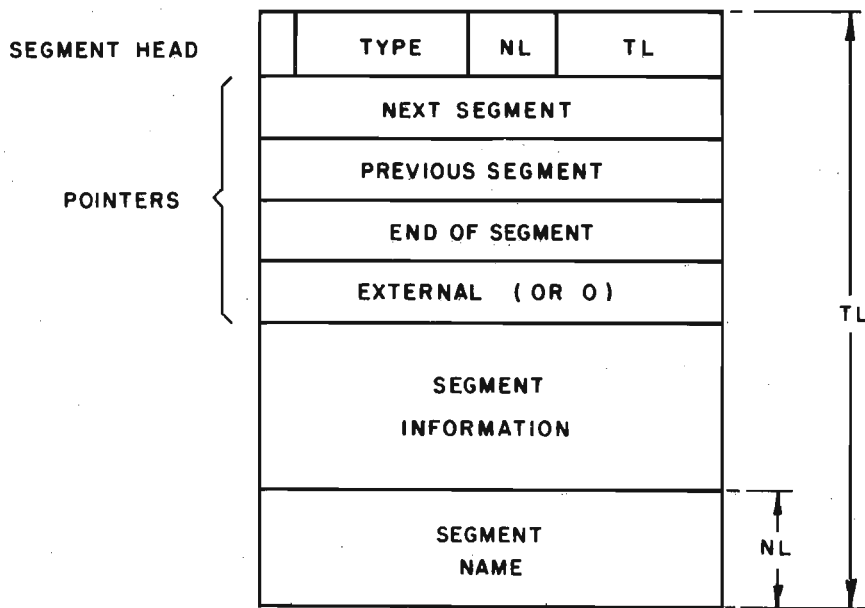 SEGMENT HEAD
TYPE NL TL
NEXT SEGMENT
PREVIOUS SEGMENT
POINTERS
END OF SEGMENT
EXTERNAL (OR O)
TL
SEGMENT
INFORMATION
SEGMENT
NAME
NL